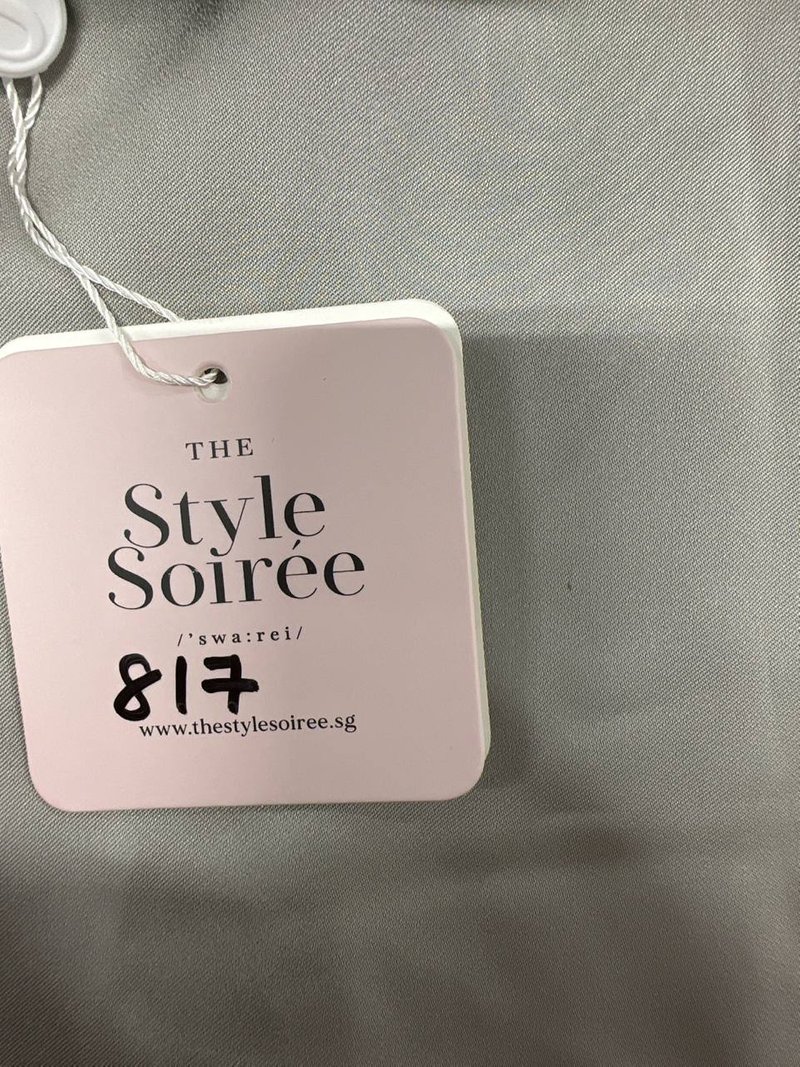 THE
Style
Soirée
/'swa:rei/
817
www.thestylesoiree.sg